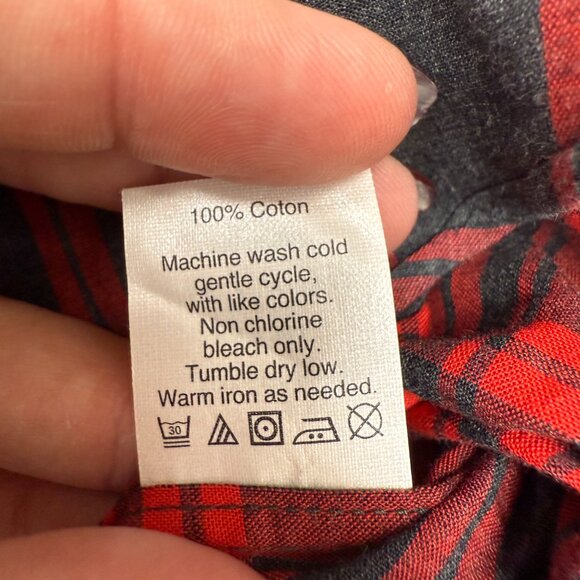 100% Coton
Machine wash cold
gentle cycle,
with like colors.
Non chlorine
bleach only.
Tumble dry low.
Warm iron as needed.
30